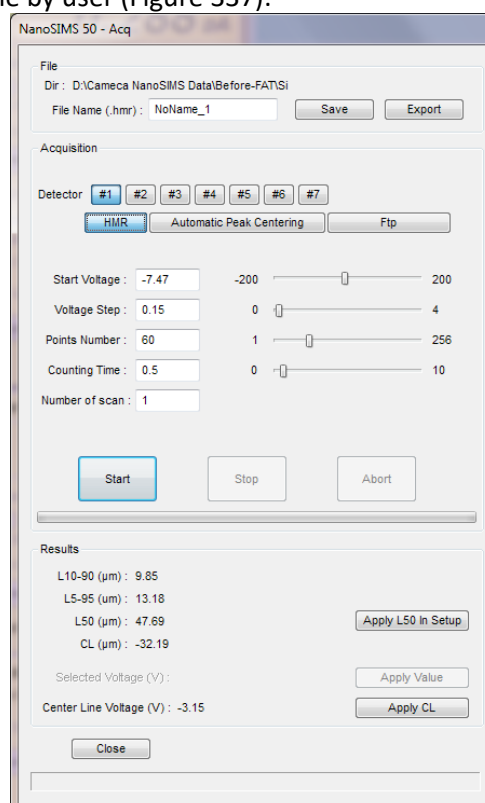 e by user (Figure 337).
NanoSIMS 50 - Acq
File
Dir : D:\Cameca NanoSIMS Data\Before-FAT\Si
File Name (.hmr) : NoName_1 Save Export
Acquisition
Detector #1 #2 #3 #4 #5 #6 #7
HMR Automatic Peak Centering Ftp
Start Voltage : -7.47 -200 200
Voltage Step : 0.15 0 4
Points Number : 60 1 256
Counting Time : 0.5 0 10
Number of scan : 1
Start Stop Abort
Results
L10-90 (µm) : 9.85
L5-95 (µm) : 13.18
L50 (µm) : 47.69 Apply L50 In Setup
CL (µm) : -32.19
Selected Voltage (V) : Apply Value
Center Line Voltage (V) : -3.15 Apply CL
Close